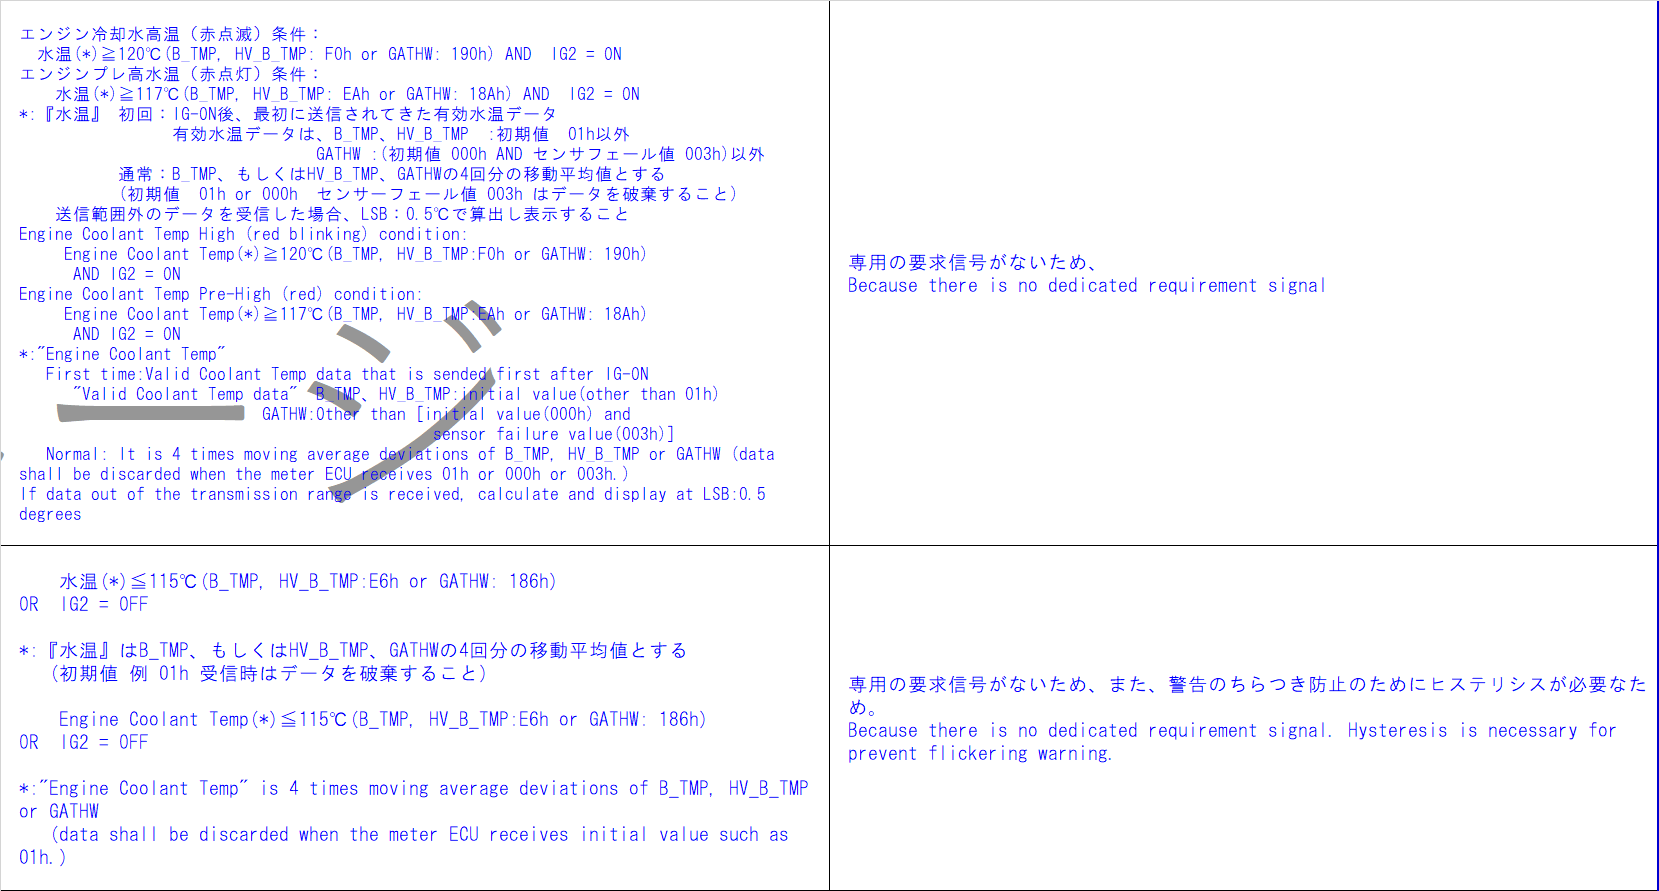 エンジン冷却水高温（赤点滅）条件：
水温(*)≧120℃(B_TMP, HV_B_TMP: F0h or GATHW: 190h) AND  IG2 = ON
エンジンプレ高水温（赤点灯）条件：
水温(*)≧117℃(B_TMP, HV_B_TMP: EAh or GATHW: 18Ah) AND  IG2 = ON
*:『水温』 初回：IG-ON後、最初に送信されてきた有効水温データ
有効水温データは、B_TMP、HV_B_TMP  :初期値  01h以外
GATHW :(初期値 000h AND センサフェール値 003h)以外
通常：B_TMP、もしくはHV_B_TMP、GATHWの4回分の移動平均値とする
(初期値  01h or 000h  センサーフェール値 003h はデータを破棄すること)
送信範囲外のデータを受信した場合、LSB：0.5℃で算出し表示すること
Engine Coolant Temp High (red blinking) condition:
Engine Coolant Temp(*)≧120℃(B_TMP, HV_B_TMP:F0h or GATHW: 190h)
AND IG2 = ON
Engine Coolant Temp Pre-High (red) condition:
Engine Coolant Temp(*)≧117℃(B_TMP, HV_B_TMP:EAh or GATHW: 18Ah)
AND IG2 = ON
*:"Engine Coolant Temp"
First time:Valid Coolant Temp data that is sended first after IG-ON
"Valid Coolant Temp data"  B_TMP、HV_B_TMP:initial value(other than 01h)
GATHW:Other than [initial value(000h) and
sensor failure value(003h)]
Normal: It is 4 times moving average deviations of B_TMP, HV_B_TMP or GATHW (data
shall be discarded when the meter ECU receives 01h or 000h or 003h.)
If data out of the transmission range is received, calculate and display at LSB:0.5
degrees
専用の要求信号がないため、
Because there is no dedicated requirement signal
水温(*)≦115℃(B_TMP, HV_B_TMP:E6h or GATHW: 186h)
OR  IG2 = OFF
*:『水温』はB_TMP、もしくはHV_B_TMP、GATHWの4回分の移動平均値とする
(初期値 例 01h 受信時はデータを破棄すること)
Engine Coolant Temp(*)≦115℃(B_TMP, HV_B_TMP:E6h or GATHW: 186h)
OR  IG2 = OFF
*:"Engine Coolant Temp" is 4 times moving average deviations of B_TMP, HV_B_TMP
or GATHW
(data shall be discarded when the meter ECU receives initial value such as
01h.)
専用の要求信号がないため、また、警告のちらつき防止のためにヒステリシスが必要なた
め。
Because there is no dedicated requirement signal. Hysteresis is necessary for
prevent flickering warning.
ージ